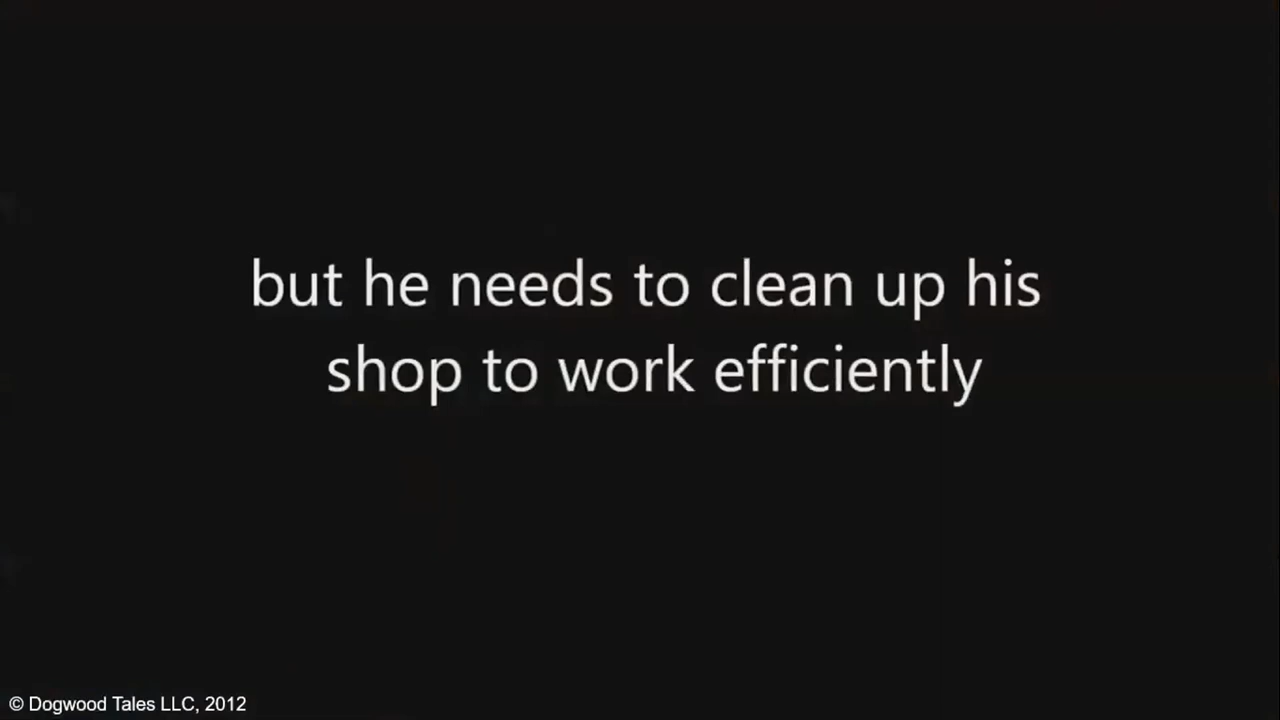 but he needs to clean up his
shop to work efficiently
© Dogwood Tales LLC, 2012